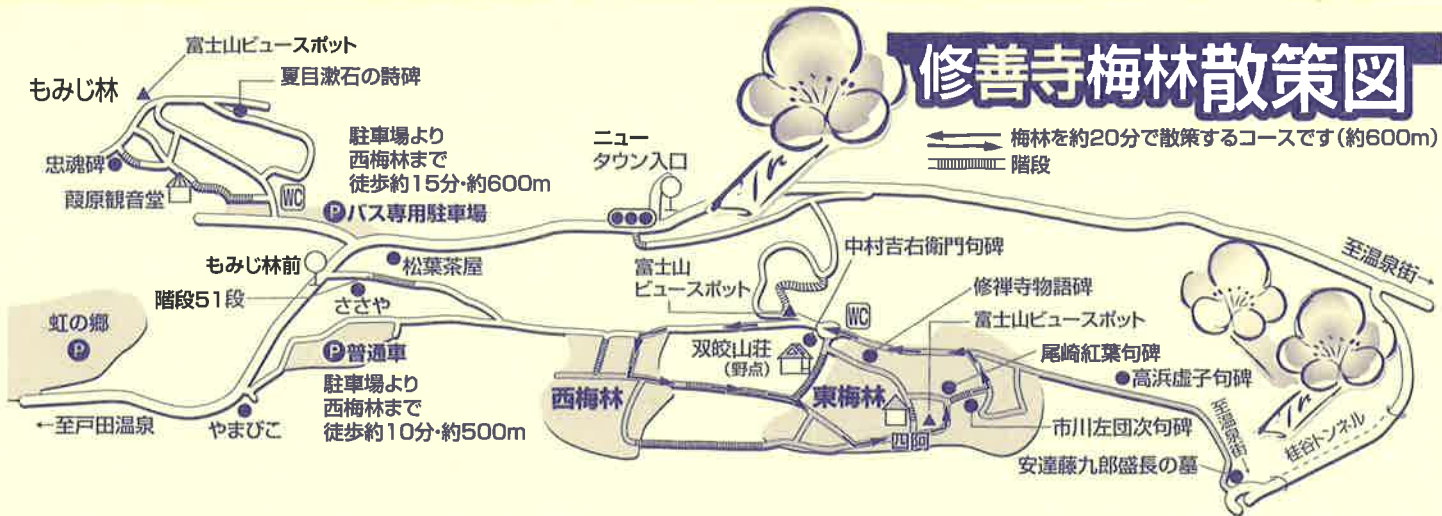 修善寺梅林散策図
梅林を約20分で散策するコースです(約600m)
階段
富士山ビュースポット
もみじ林
夏目漱石の詩碑
忠魂碑
葭原観音堂
WC
駐車場より
西梅林まで
徒歩約15分・約600m
Pバス専用駐車場
ニュー
タウン入口
もみじ林前
松葉茶屋
階段51段
ささや
虹の郷
P
P普通車
駐車場より
西梅林まで
徒歩約10分・約500m
←至戸田温泉
やまびこ
富士山
ビュースポット
中村吉右衛門句碑
WC
修禅寺物語碑
富士山ビュースポット
双皎山荘
(野点)
尾崎紅葉句碑
高浜虚子句碑
西梅林
東梅林
四阿
市川左団次句碑
安達藤九郎盛長の墓
至温泉街→
至温泉街→
桂谷トンネル